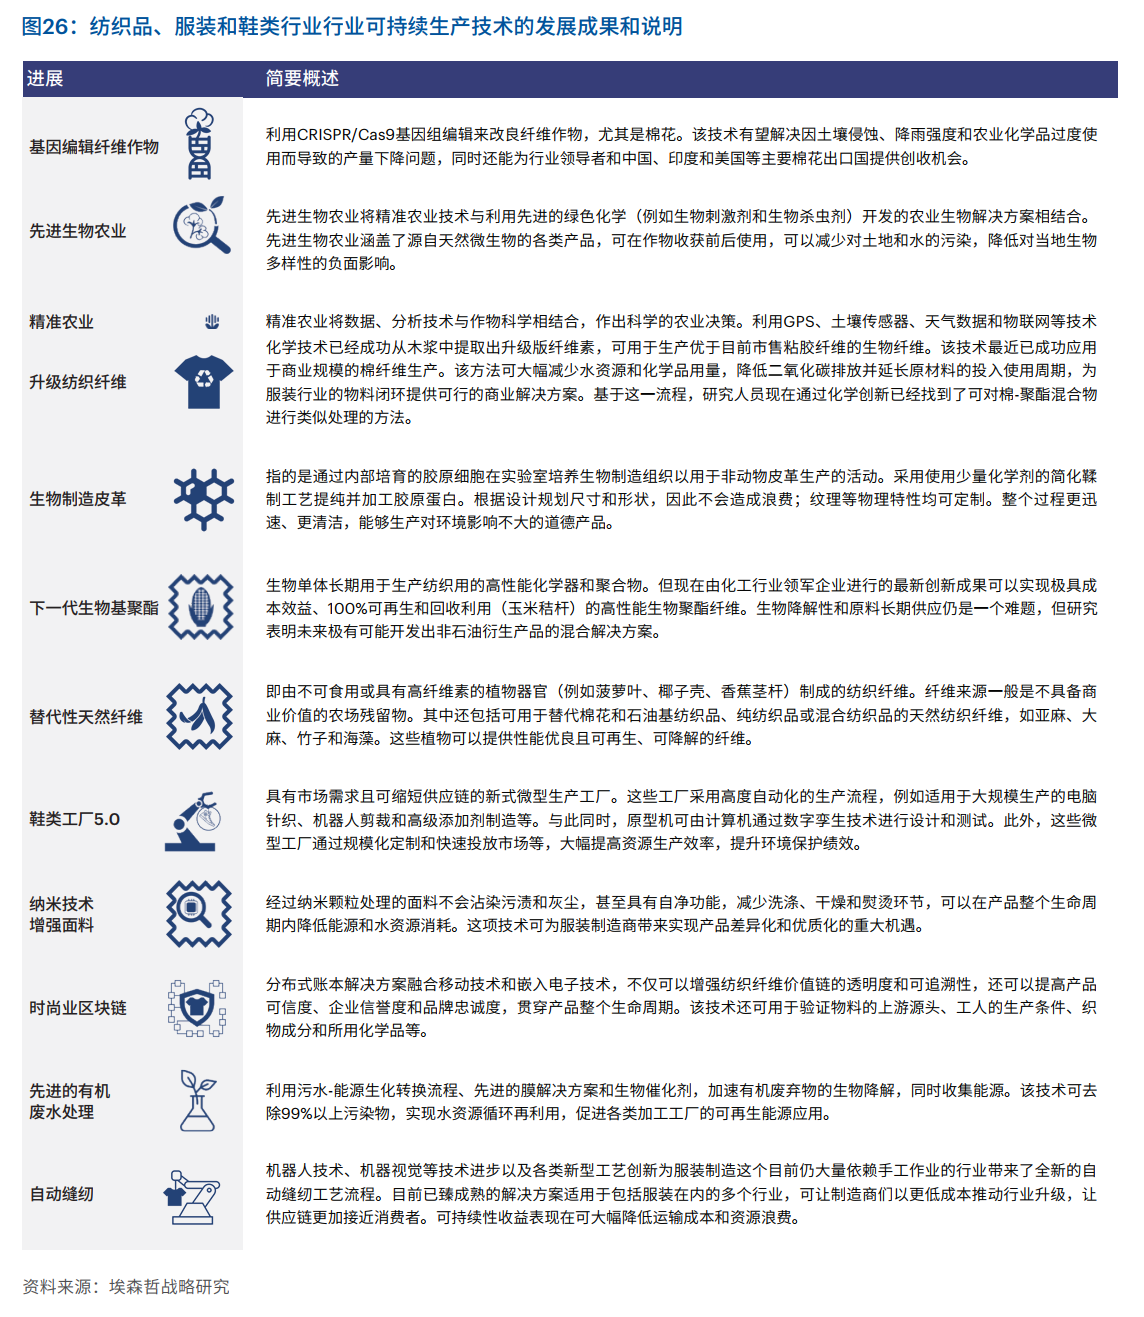 图26：纺织品、服装和鞋类行业行业可持续生产技术的发展成果和说明
进展
简要概述
基因编辑纤维作物
利用CRISPR/Cas9基因组编辑来改良纤维作物，尤其是棉花。该技术有望解决因土壤侵蚀、降雨强度和农业化学品过度使
用而导致的产量下降问题，同时还能为行业领导者和中国、印度和美国等主要棉花出口国提供创收机会。
先进生物农业
先进生物农业将精准农业技术与利用先进的绿色化学（例如生物刺激剂和生物杀虫剂）开发的农业生物解决方案相结合。
先进生物农业涵盖了源自天然微生物的各类产品，可在作物收获前后使用，可以减少对土地和水的污染，降低对当地生物
多样性的负面影响。
精准农业
精准农业将数据、分析技术与作物科学相结合，作出科学的农业决策。利用GPS、土壤传感器、天气数据和物联网等技术
升级纺织纤维
化学技术已经成功从木浆中提取出升级版纤维素，可用于生产优于目前市售粘胶纤维的生物纤维。该技术最近已成功应用
于商业规模的棉纤维生产。该方法可大幅减少水资源和化学品用量，降低二氧化碳排放并延长原材料的投入使用周期，为
服装行业的物料闭环提供可行的商业解决方案。基于这一流程，研究人员现在通过化学创新已经找到了可对棉-聚酯混合物
进行类似处理的方法。
生物制造皮革
指的是通过内部培育的胶原细胞在实验室培养生物制造组织以用于非动物皮革生产的活动。采用使用少量化学剂的简化鞣
制工艺提纯并加工胶原蛋白。根据设计规划尺寸和形状，因此不会造成浪费；纹理等物理特性均可定制。整个过程更迅
速、更清洁，能够生产对环境影响不大的道德产品。
下一代生物基聚酯
生物单体长期用于生产纺织用的高性能化学器和聚合物。但现在由化工行业领军企业进行的最新创新成果可以实现极具成
本效益、100%可再生和回收利用（玉米秸杆）的高性能生物聚酯纤维。生物降解性和原料长期供应仍是一个难题，但研究
表明未来极有可能开发出非石油衍生产品的混合解决方案。
替代性天然纤维
即由不可食用或具有高纤维素的植物器官（例如菠萝叶、椰子壳、香蕉茎杆）制成的纺织纤维。纤维来源一般是不具备商
业价值的农场残留物。其中还包括可用于替代棉花和石油基纺织品、纯纺织品或混合纺织品的天然纺织纤维，如亚麻、大
麻、竹子和海藻。这些植物可以提供性能优良且可再生、可降解的纤维。
鞋类工厂5.0
具有市场需求且可缩短供应链的新式微型生产工厂。这些工厂采用高度自动化的生产流程，例如适用于大规模生产的电脑
针织、机器人剪裁和高级添加剂制造等。与此同时，原型机可由计算机通过数字孪生技术进行设计和测试。此外，这些微
型工厂通过规模化定制和快速投放市场等，大幅提高资源生产效率，提升环境保护绩效。
纳米技术
增强面料
经过纳米颗粒处理的面料不会沾染污渍和灰尘，甚至具有自净功能，减少洗涤、干燥和熨烫环节，可以在产品整个生命周
期内降低能源和水资源消耗。这项技术可为服装制造商带来实现产品差异化和优质化的重大机遇。
时尚业区块链
分布式账本解决方案融合移动技术和嵌入电子技术，不仅可以增强纺织纤维价值链的透明度和可追溯性，还可以提高产品
可信度、企业信誉度和品牌忠诚度，贯穿产品整个生命周期。该技术还可用于验证物料的上游源头、工人的生产条件、织
物成分和所用化学品等。
先进的有机
废水处理
利用污水-能源生化转换流程、先进的膜解决方案和生物催化剂，加速有机废弃物的生物降解，同时收集能源。该技术可去
除99%以上污染物，实现水资源循环再利用，促进各类加工工厂的可再生能源应用。
自动缝纫
机器人技术、机器视觉等技术进步以及各类新型工艺创新为服装制造这个目前仍大量依赖手工作业的行业带来了全新的自
动缝纫工艺流程。目前已臻成熟的解决方案适用于包括服装在内的多个行业，可让制造商们以更低成本推动行业升级，让
供应链更加接近消费者。可持续性收益表现在可大幅降低运输成本和资源浪费。
资料来源：埃森哲战略研究